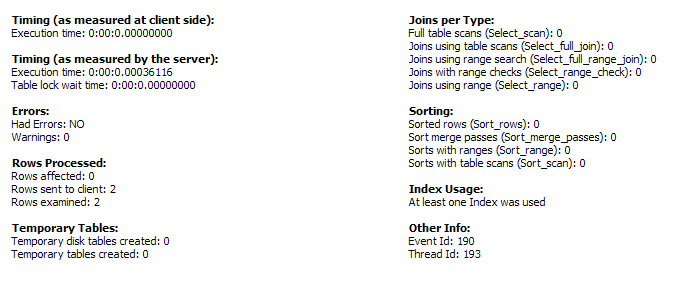 Timing (as measured at client side):
Execution time: 0:00:0.00000000
Timing (as measured by the server):
Execution time: 0:00:0.00036116
Table lock wait time: 0:00:0.00000000
Errors:
Had Errors: NO
Warnings: 0
Rows Processed:
Rows affected: 0
Rows sent to client: 2
Rows examined: 2
Temporary Tables:
Temporary disk tables created: 0
Temporary tables created: 0
Joins per Type:
Full table scans (Select_scan): 0
Joins using table scans (Select_full_join): 0
Joins using range search (Select_full_range_join): 0
Joins with range checks (Select_range_check): 0
Joins using range (Select_range): 0
Sorting:
Sorted rows (Sort_rows): 0
Sort merge passes (Sort_merge_passes): 0
Sorts with ranges (Sort_range): 0
Sorts with table scans (Sort_scan): 0
Index Usage:
At least one Index was used
Other Info:
Event Id: 190
Thread Id: 193